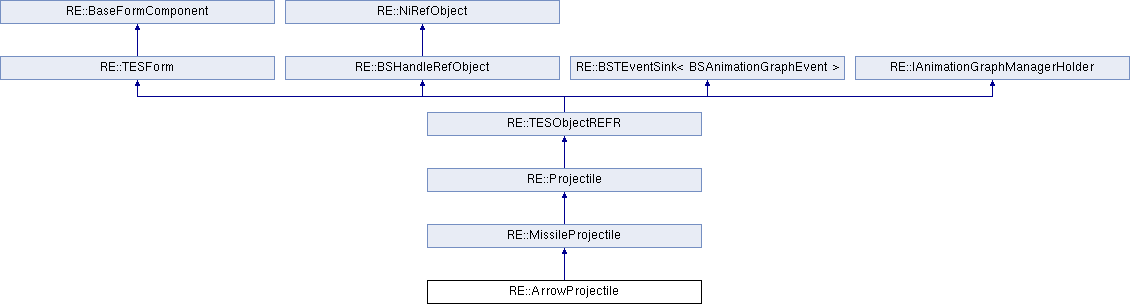 RE::BaseFormComponent
RE::NiRefObject
RE::TESForm
RE::BSHandleRefObject
RE::BSTEventSink< BSAnimationGraphEvent >
RE::IAnimationGraphManagerHolder
RE::TESObjectREFR
RE::Projectile
RE::MissileProjectile
RE::ArrowProjectile